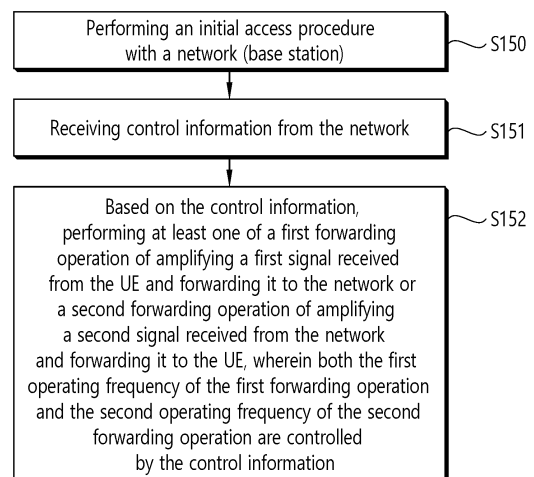 Performing an initial access procedure
with a network (base station)
S150
Receiving control information from the network
S151
Based on the control information,
performing at least one of a first forwarding
operation of amplifying a first signal received
from the UE and forwarding it to the network or
a second forwarding operation of amplifying
a second signal received from the network
and forwarding it to the UE, wherein both the first
operating frequency of the first forwarding operation
and the second operating frequency of the second
forwarding operation are controlled
by the control information
S152